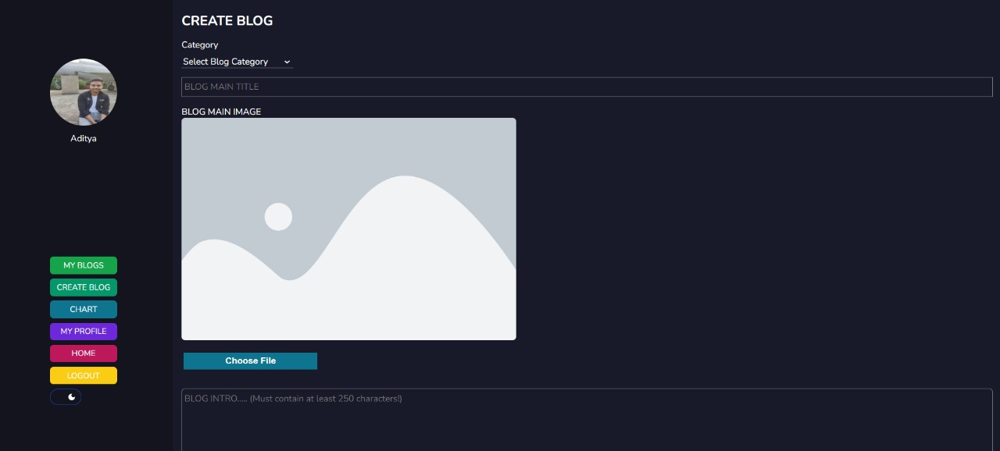 Aditya
MY BLOGS
CREATE BLOG
CHART
MY PROFILE
HOME
LOGOUT
CREATE BLOG
Category
Select Blog Category
BLOG MAIN TITLE
BLOG MAIN IMAGE
Choose File
BLOG INTRO..... (Must contain at least 250 characters!)